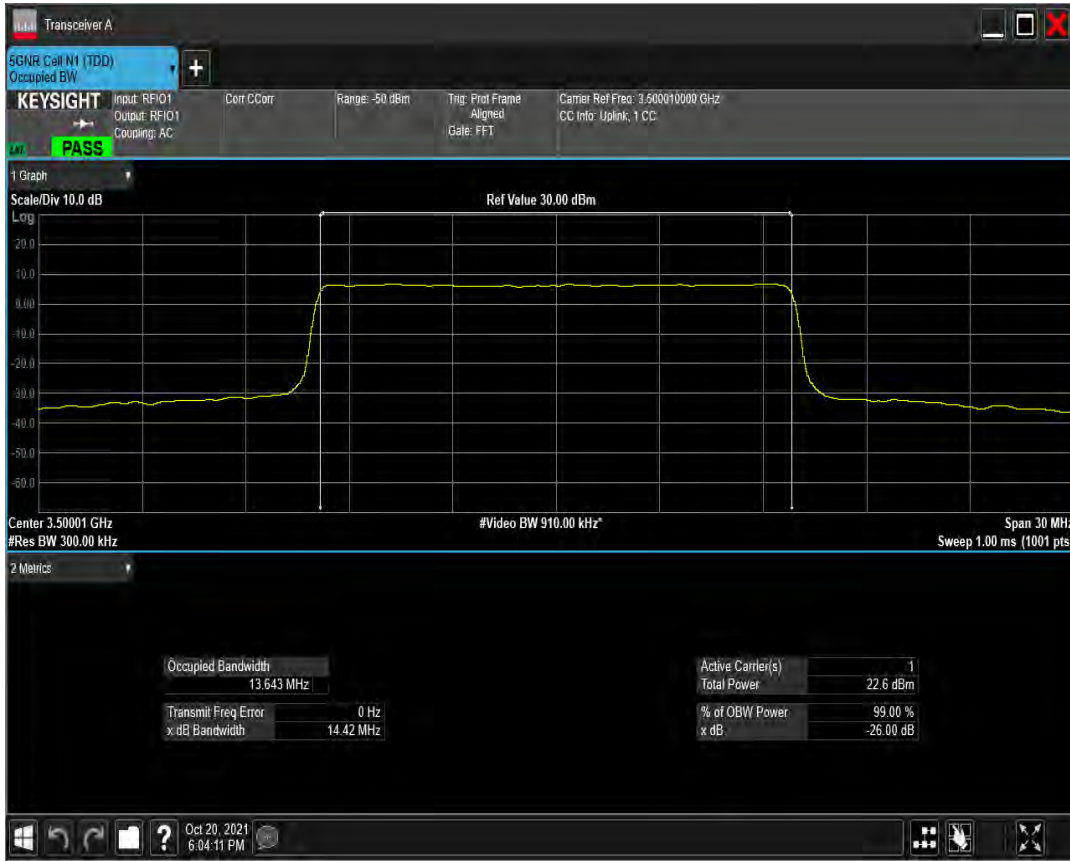 Transceiver A
5GNR Cell N1 (TDD)
Occupied BW
+
KEYSIGHT
Input: RFIO1
Output: RFIO1
Coupling: AC
Corr CCorr
Range: -50 dBm
Trig: Prot Frame
Aligned
Gate: FFT
Carrier Ref Freq: 3.500010000 GHz
CC Info: Uplink, 1 CC
PASS
1 Graph
Scale/Div 10.0 dB
Ref Value 30.00 dBm
Log
20.0
10.0
0.00
-10.0
-20.0
-30.0
-40.0
-50.0
-60.0
Center 3.50001 GHz
#Video BW 910.00 kHz*
Span 30 MHz
#Res BW 300.00 kHz
Sweep 1.00 ms (1001 pts
2 Metrics
Occupied Bandwidth
13.643 MHz
Transmit Freq Error 0 Hz
x dB Bandwidth 14.42 MHz
Active Carrier(s) 1
Total Power 22.6 dBm
% of OBW Power 99.00 %
x dB -26.00 dB
?
Oct 20, 2021
6:04:11 PM